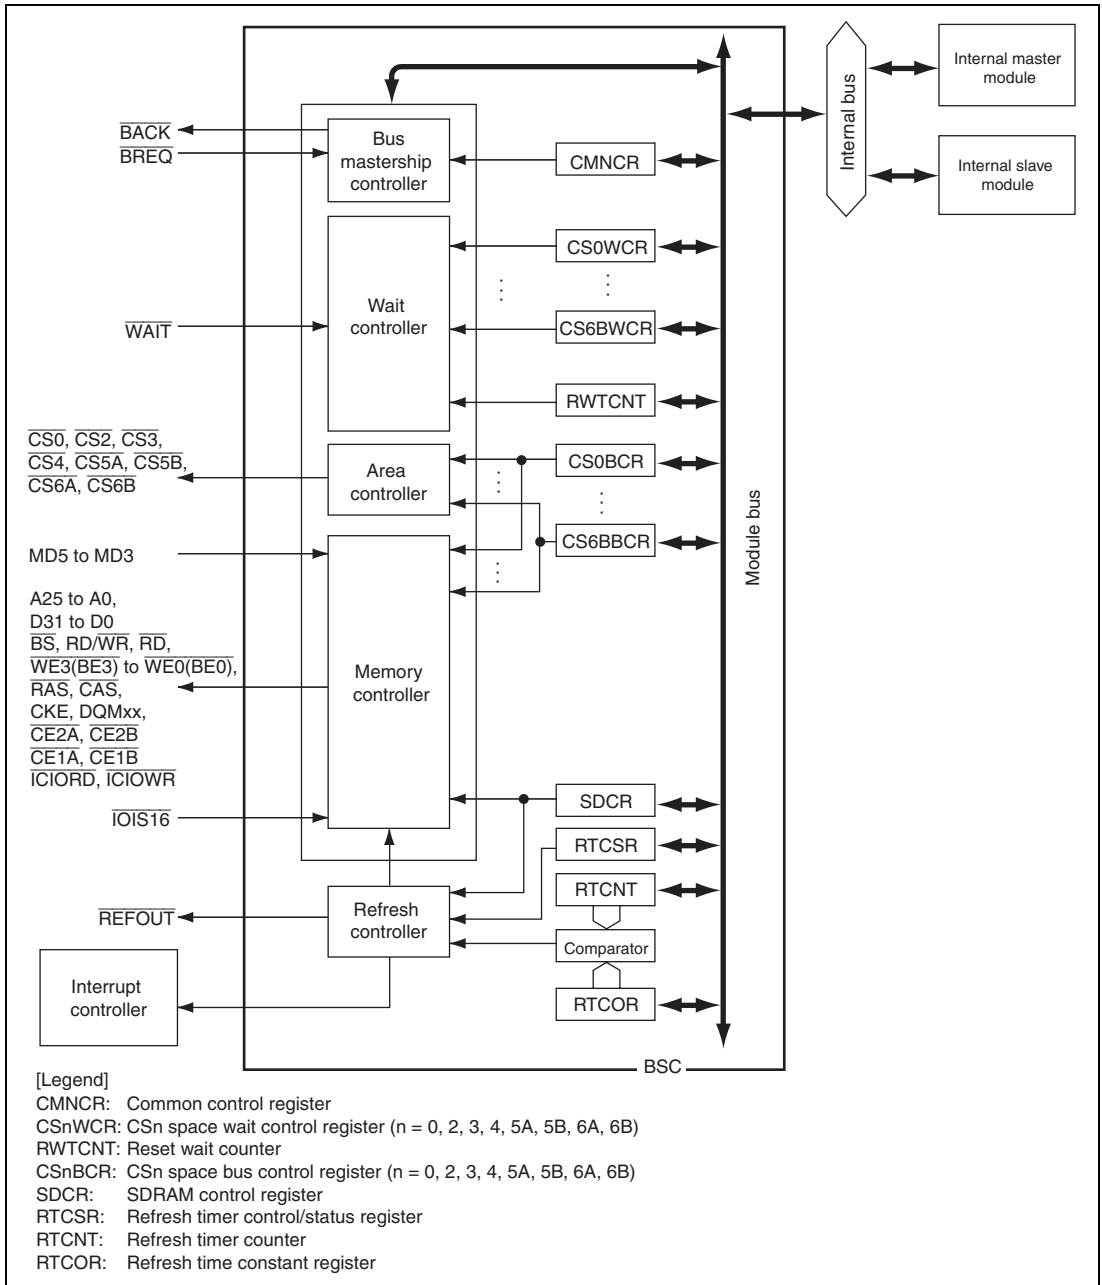 BACK
BREQ
Bus
mastership
controller
CMNCR
Internal bus
Internal master
module
Internal slave
module
WAIT
Wait
controller
CS0WCR
CS6BWCR
RWTCNT
CS0, CS2, CS3,
CS4, CS5A, CS5B,
CS6A, CS6B
Area
controller
CS0BCR
CS6BBCR
Module bus
MD5 to MD3
A25 to A0,
D31 to D0
BS, RD/WR, RD,
WE3(BE3) to WE0(BE0),
RAS, CAS,
CKE, DQMxx,
CE2A, CE2B
CE1A, CE1B
ICIORD, ICIOWR
Memory
controller
IOIS16
SDCR
RTCSR
RTCNT
Comparator
RTCOR
REFOUT
Refresh
controller
Interrupt
controller
BSC
[Legend]
CMNCR: Common control register
CSnWCR: CSn space wait control register (n = 0, 2, 3, 4, 5A, 5B, 6A, 6B)
RWTCNT: Reset wait counter
CSnBCR: CSn space bus control register (n = 0, 2, 3, 4, 5A, 5B, 6A, 6B)
SDCR: SDRAM control register
RTCSR: Refresh timer control/status register
RTCNT: Refresh timer counter
RTCOR: Refresh time constant register